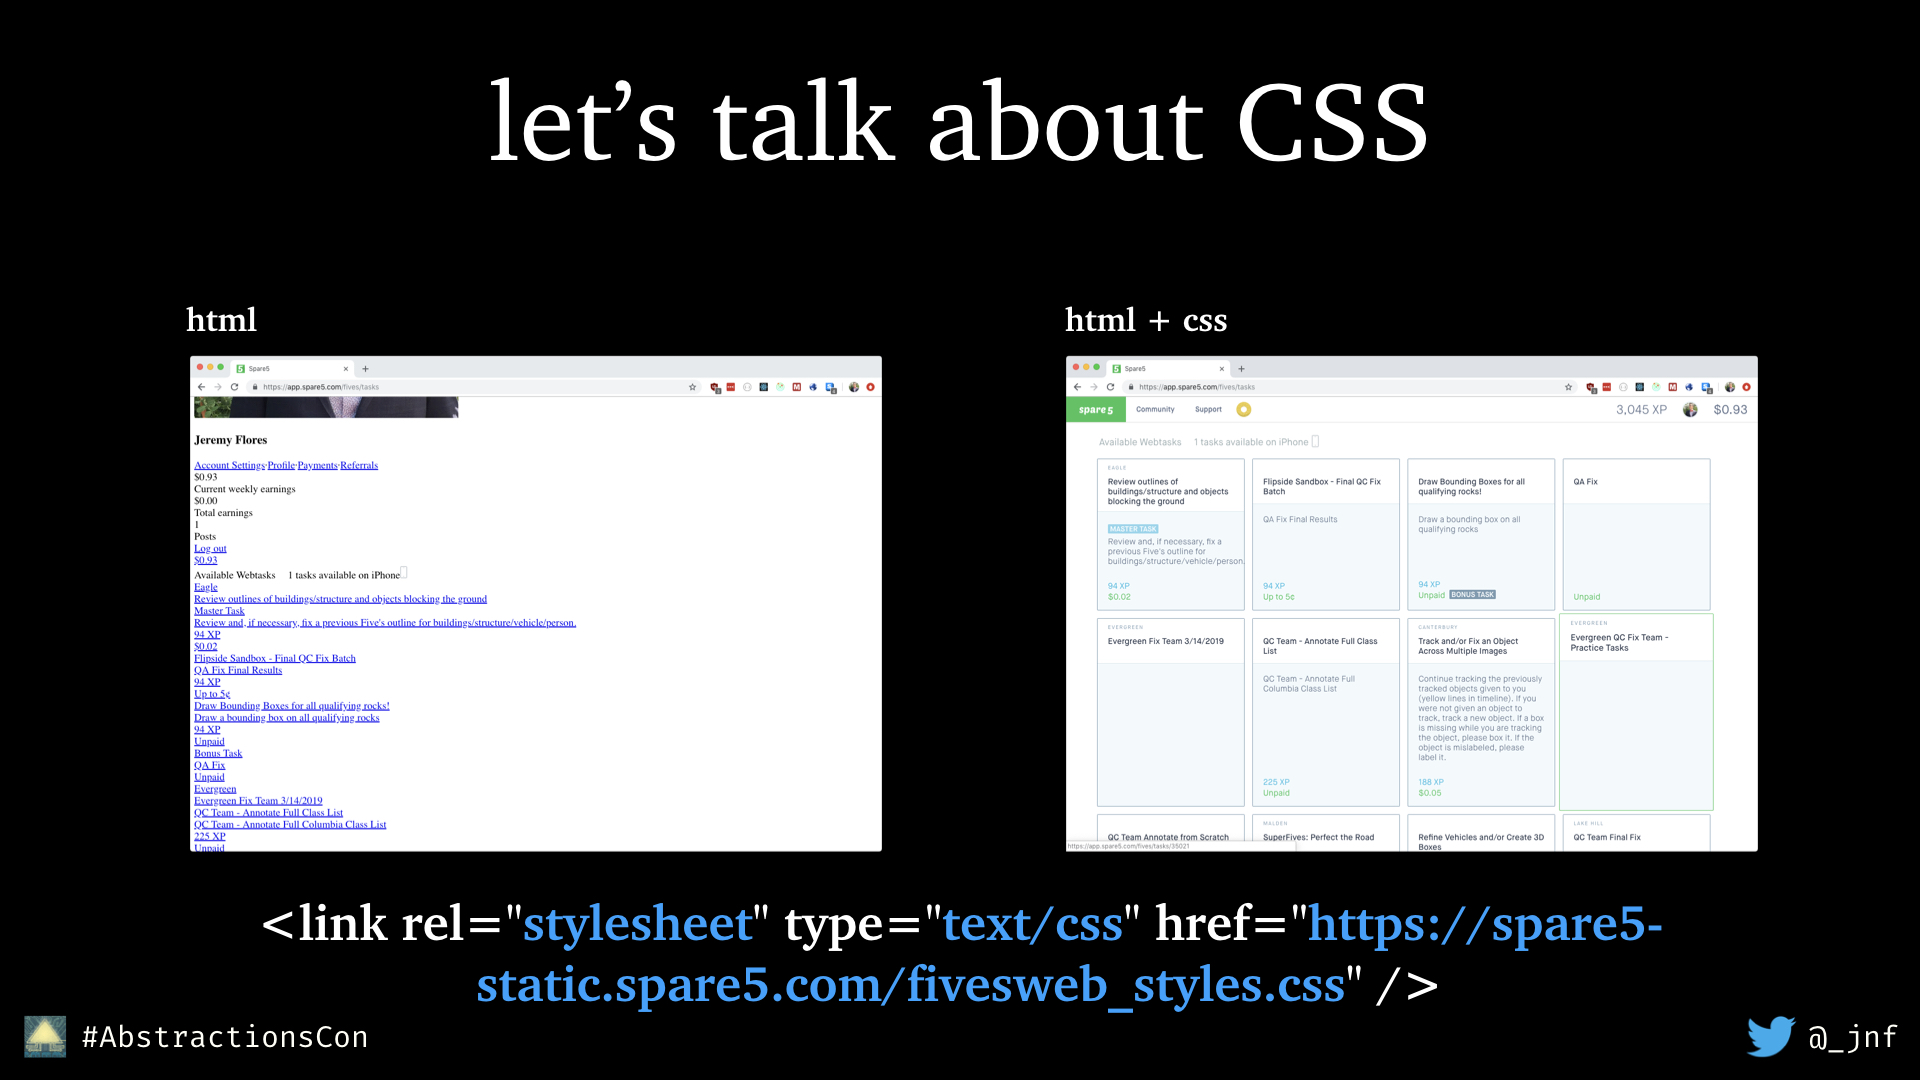 let’s talk about CSS
html
Spare5
https://app.spare5.com/fives/tasks
Jeremy Flores
Account Settings·Profile·Payments·Referrals
$0.93
Current weekly earnings
$0.00
Total earnings
1
Posts
Log out
$0.93
Available Webtasks 1 tasks available on iPhone
Eagle
Review outlines of buildings/structure and objects blocking the ground
Master Task
Review and, if necessary, fix a previous Five's outline for buildings/structure/vehicle/person.
94 XP
$0.02
Flipside Sandbox - Final QC Fix Batch
QA Fix Final Results
94 XP
Up to 5¢
Draw Bounding Boxes for all qualifying rocks!
Draw a bounding box on all qualifying rocks
94 XP
Unpaid
Bonus Task
QA Fix
Unpaid
Evergreen
Evergreen Fix Team 3/14/2019
QC Team - Annotate Full Class List
QC Team - Annotate Full Columbia Class List
225 XP
Unpaid
html + css
Spare5
https://app.spare5.com/fives/tasks
spare5 Community Support 3,045 XP $0.93
Available Webtasks 1 tasks available on iPhone
EAGLE
Review outlines of
buildings/structure and objects
blocking the ground
MASTER TASK
Review and, if necessary, fix a
previous Five's outline for
buildings/structure/vehicle/person.
94 XP
$0.02
Flipside Sandbox - Final QC Fix
Batch
QA Fix Final Results
94 XP
Up to 5¢
Draw Bounding Boxes for all
qualifying rocks!
Draw a bounding box on all
qualifying rocks
94 XP
Unpaid BONUS TASK
QA Fix
Unpaid
EVERGREEN
Evergreen Fix Team 3/14/2019
QC Team - Annotate Full Class
List
QC Team - Annotate Full
Columbia Class List
225 XP
Unpaid
CANTERBURY
Track and/or Fix an Object
Across Multiple Images
Continue tracking the previously
tracked objects given to you
(yellow lines in timeline). If you
were not given an object to
track, track a new object. If a box
is missing while you are tracking
the object, please box it. If the
object is mislabeled, please
label it.
188 XP
$0.05
EVERGREEN
Evergreen QC Fix Team -
Practice Tasks
QC Team Annotate from Scratch
MALDEN
SuperFives: Perfect the Road
Refine Vehicles and/or Create 3D
Boxes
LAKE HILL
QC Team Final Fix
https://app.spare5.com/fives/tasks/35021
<link rel="stylesheet" type="text/css" href="https://spare5-
static.spare5.com/fivesweb_styles.css" />
#AbstractionsCon
@_jnf